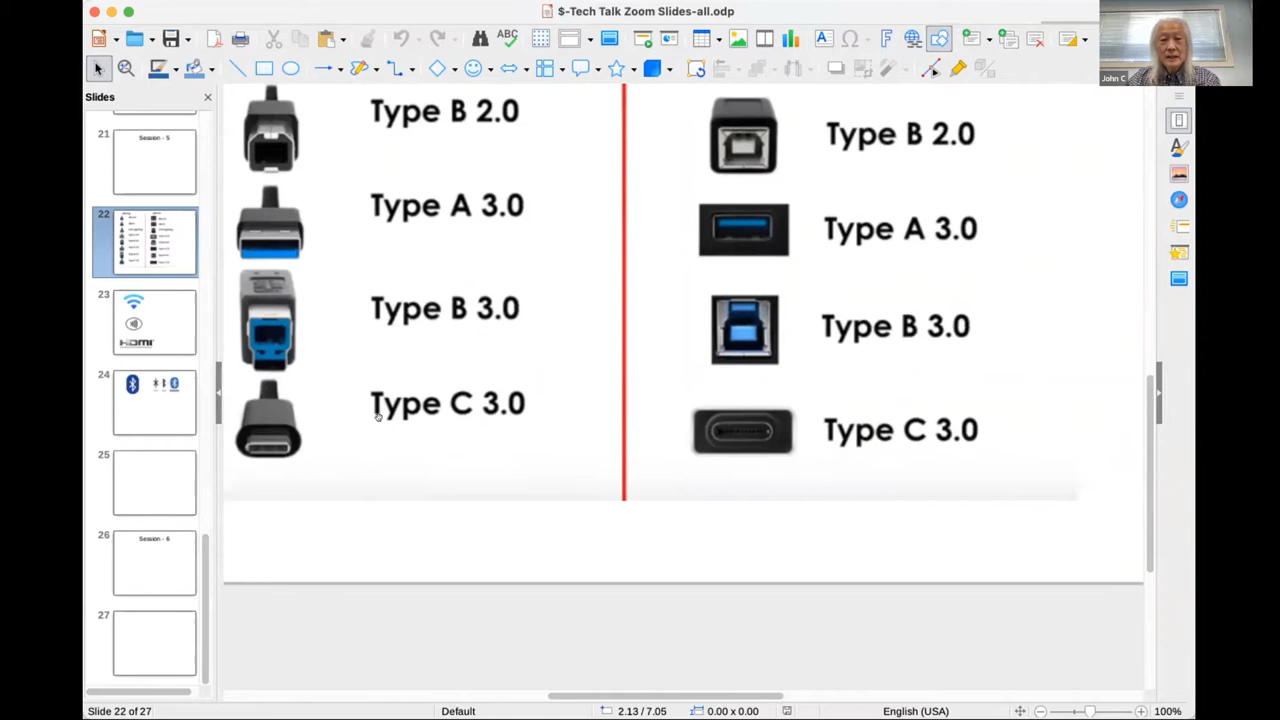 $-Tech Talk Zoom Slides-all.odp
John C
Slides
21
Session - 5
22
23
HDMI
24
25
26
Session - 6
27
Type B 2.0
Type A 3.0
Type B 3.0
Type C 3.0
Type B 2.0
Type A 3.0
Type B 3.0
Type C 3.0
Slide 22 of 27
Default
2.13 / 7.05
0.00 x 0.00
English (USA)
100%